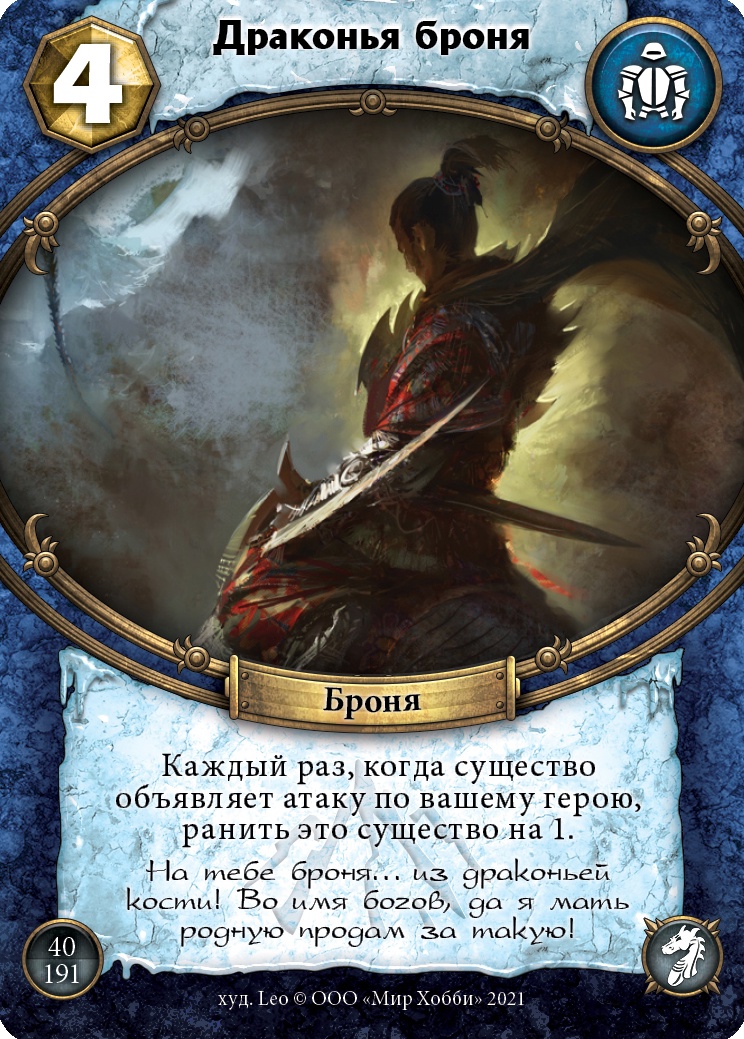 4
Драконья броня
Броня
Каждый раз, когда существо
объявляет атаку по вашему герою,
ранить это существо на 1.
На тебе броня... из драконьей
кости! Во имя богов, да я мать
родную продам за такую!
40
191
худ. Leo © ООО «Мир Хобби» 2021